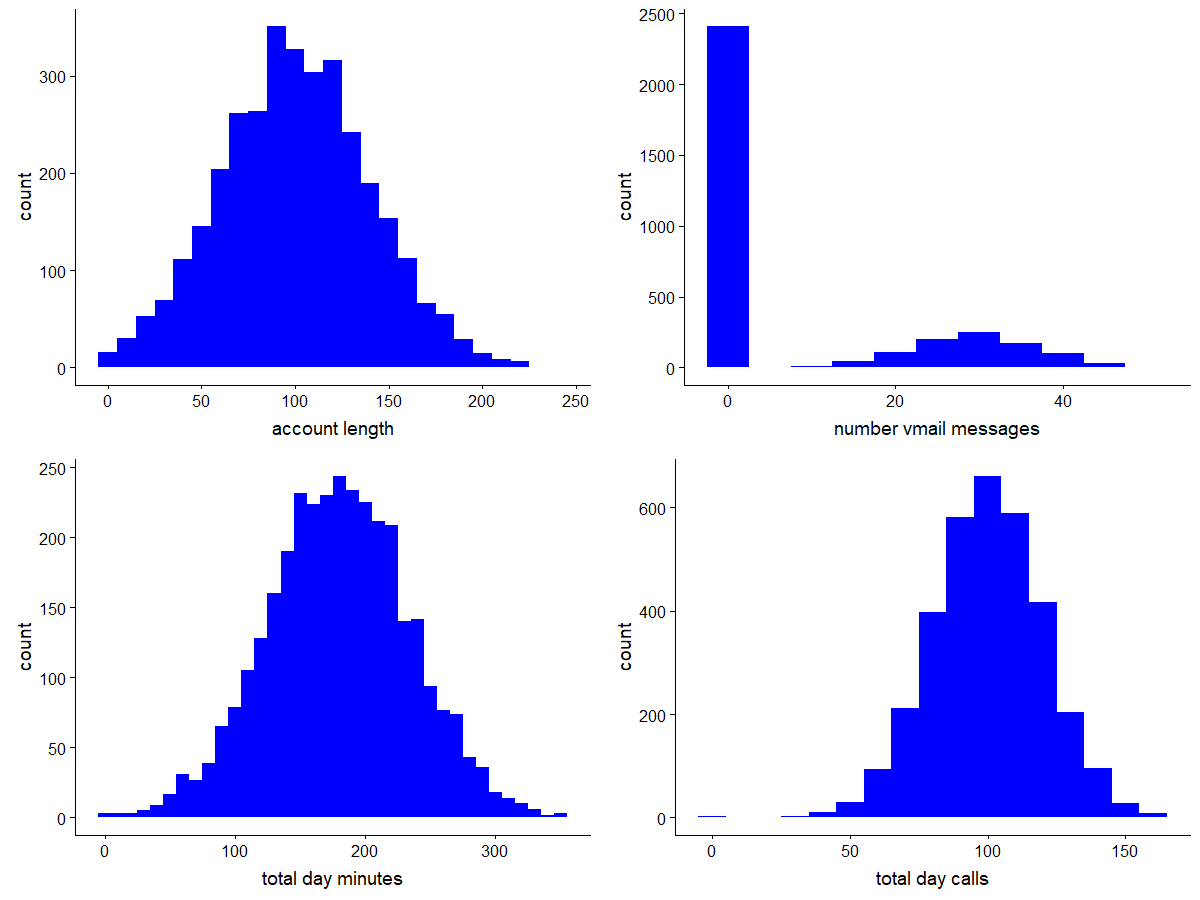 count
300
200
100
0
0 50 100 150 200 250
account length
count
2500
2000
1500
1000
500
0
0 20 40
number vmail messages
count
250
200
150
100
50
0
0 100 200 300
total day minutes
count
600
400
200
0
0 50 100 150
total day calls